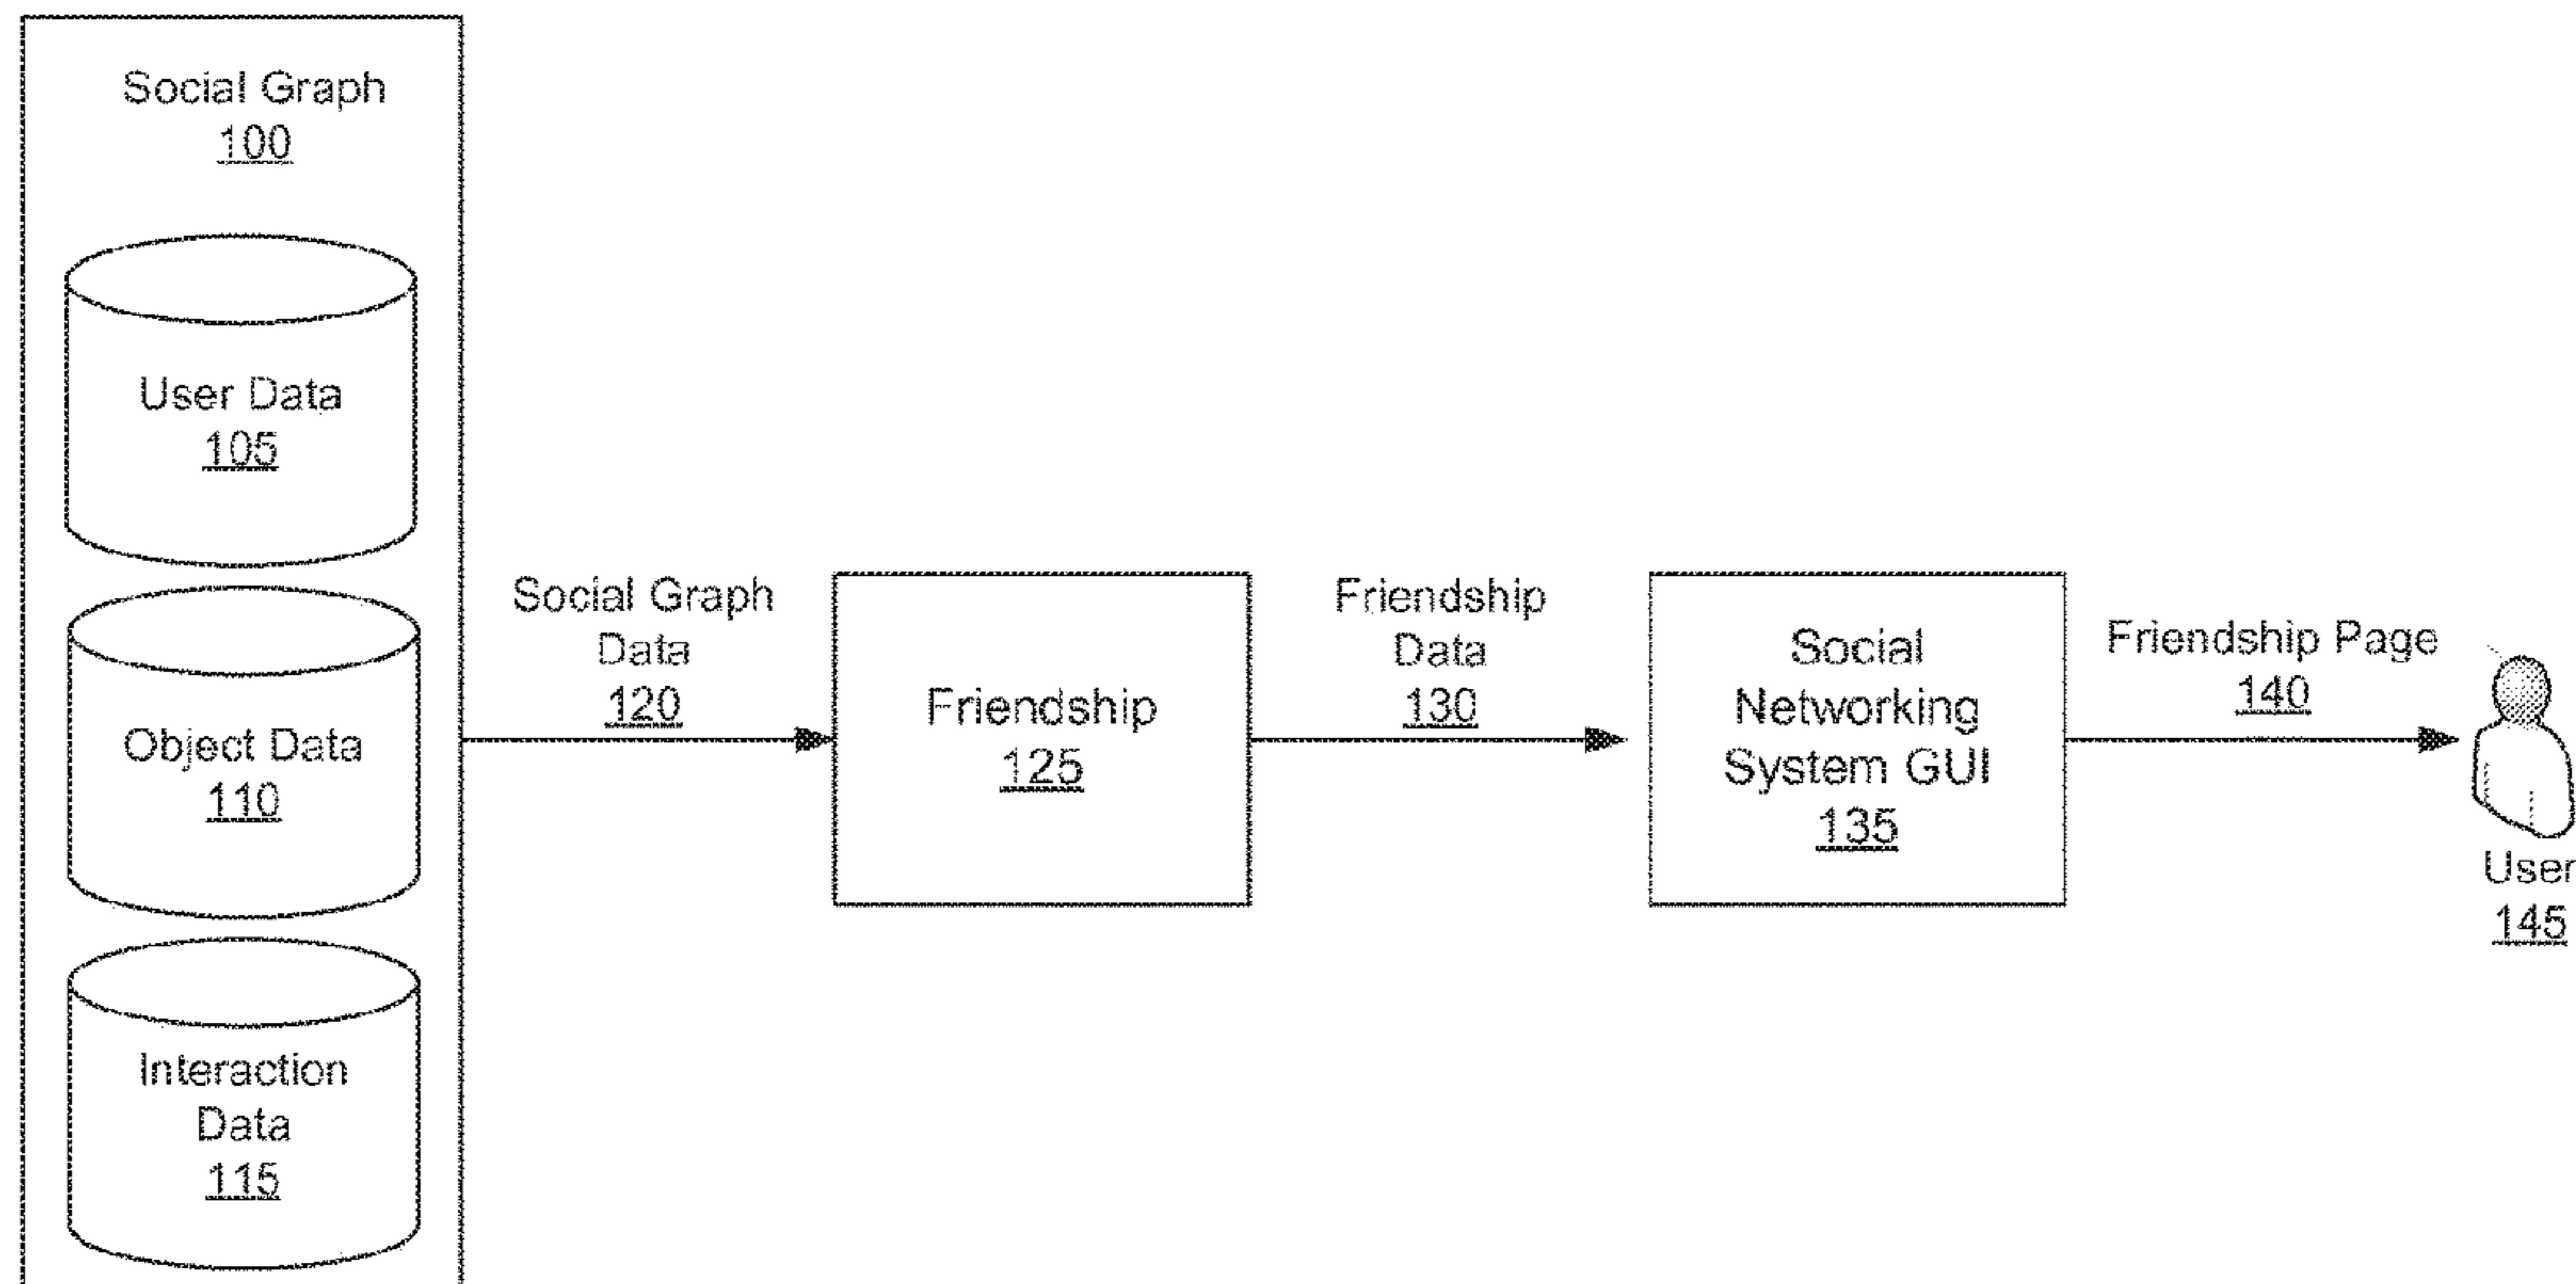 Social Graph
100
User Data
105
Object Data
110
Interaction
Data
115
Social Graph
Data
120
Friendship
125
Friendship
Data
130
Social
Networking
System GUI
135
Friendship Page
140
User
145